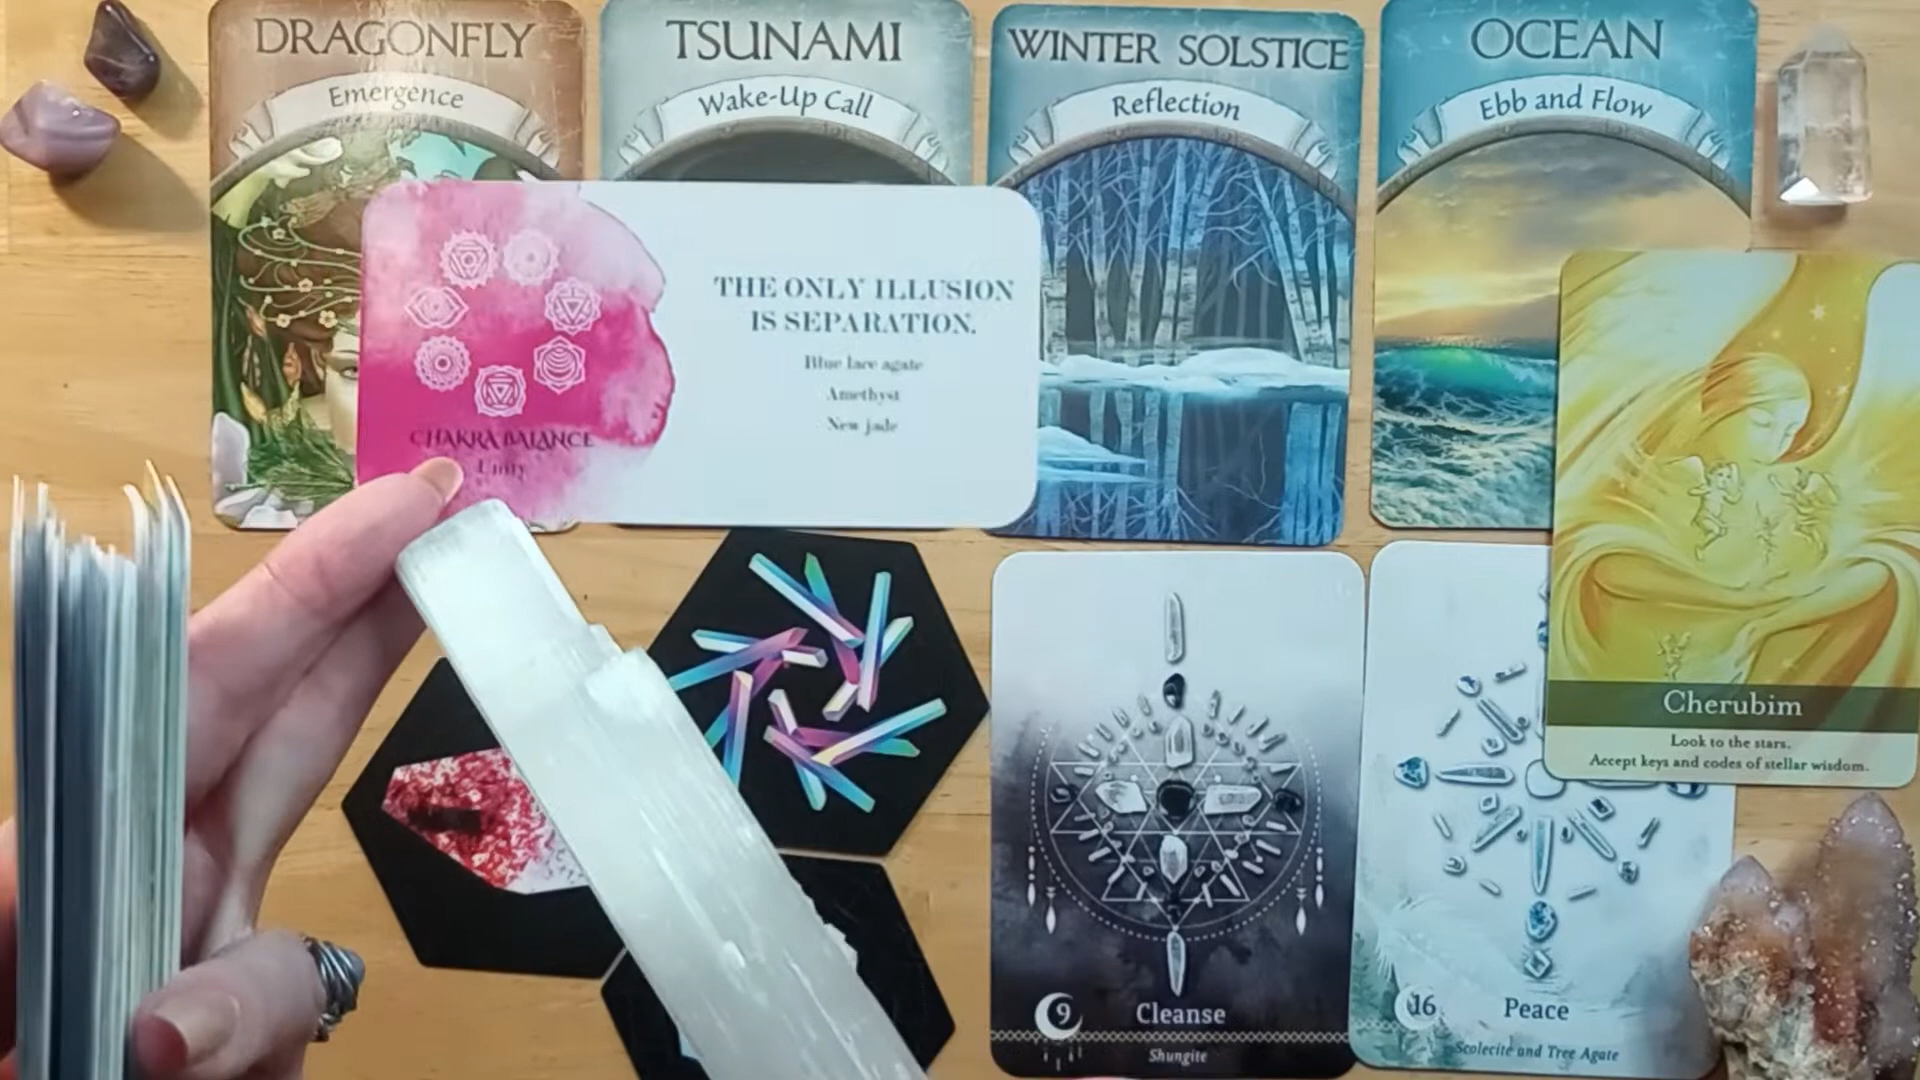 DRAGONFLY
Emergence
TSUNAMI
Wake-Up Call
WINTER SOLSTICE
Reflection
OCEAN
Ebb and Flow
CHAKRA BALANCE
Unity
THE ONLY ILLUSION
IS SEPARATION.
Blue lace agate
Amethyst
New jade
Cherubim
Look to the stars.
Accept keys and codes of stellar wisdom.
9
Cleanse
Shungite
16
Peace
Scolecite and Tree Agate